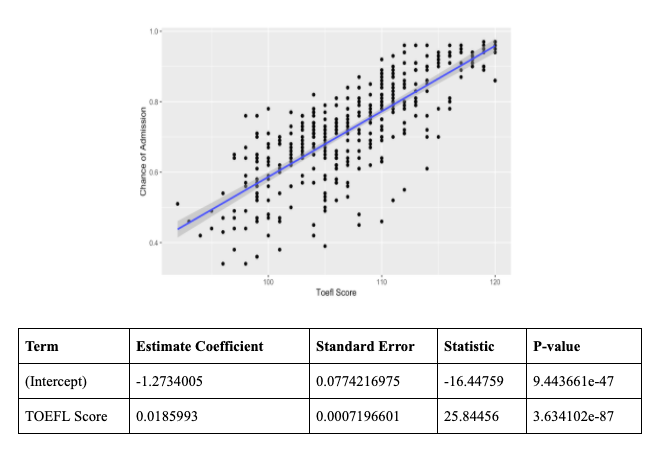 1.0
0.8
0.6
0.4
Chance of Admission
100
110
120
Toefl Score
Term Estimate Coefficient Standard Error Statistic P-value
(Intercept) -1.2734005 0.0774216975 -16.44759 9.443661e-47
TOEFL Score 0.0185993 0.0007196601 25.84456 3.634102e-87